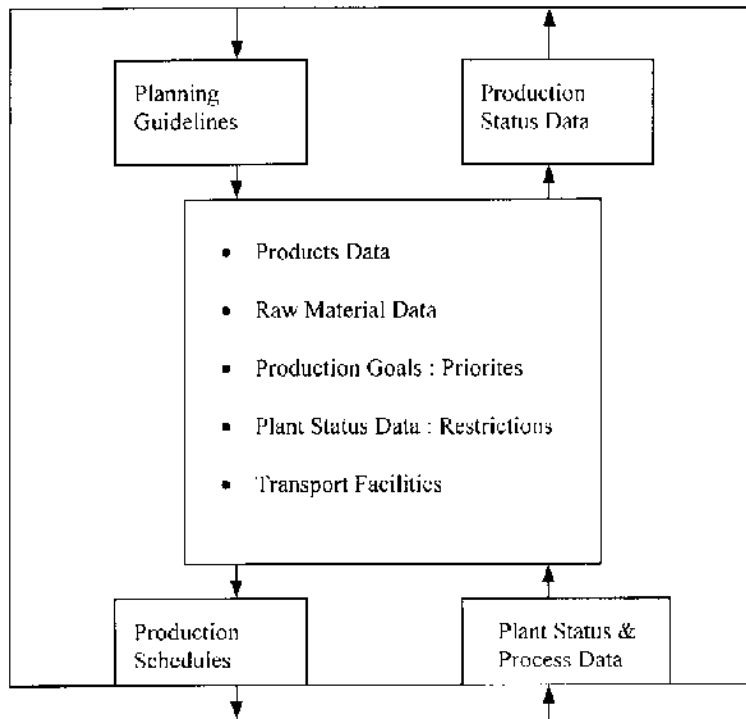 Planning
Guidelines
Production
Status Data
• Products Data
• Raw Material Data
• Production Goals : Priorites
• Plant Status Data : Restrictions
• Transport Facilities
Production
Schedules
Plant Status &
Process Data